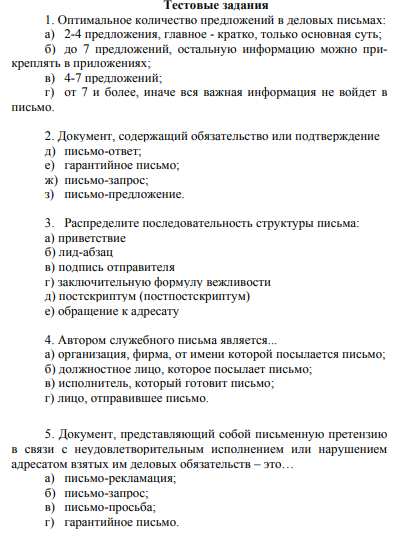 Тестовые задания
1. Оптимальное количество предложений в деловых письмах:
а) 2-4 предложения, главное - кратко, только основная суть;
б) до 7 предложений, остальную информацию можно при-
креплять в приложениях;
в) 4-7 предложений;
г) от 7 и более, иначе вся важная информация не войдет в
письмо.
2. Документ, содержащий обязательство или подтверждение
д) письмо-ответ;
е) гарантийное письмо;
ж) письмо-запрос;
з) письмо-предложение.
3. Распределите последовательность структуры письма:
а) приветствие
б) лид-абзац
в) подпись отправителя
г) заключительную формулу вежливости
д) постскриптум (постпостскриптум)
е) обращение к адресату
4. Автором служебного письма является...
а) организация, фирма, от имени которой посылается письмо;
б) должностное лицо, которое посылает письмо;
в) исполнитель, который готовит письмо;
г) лицо, отправившее письмо.
5. Документ, представляющий собой письменную претензию
в связи с неудовлетворительным исполнением или нарушением
адресатом взятых им деловых обязательств – это…
а) письмо-рекламация;
б) письмо-запрос;
в) письмо-просьба;
г) гарантийное письмо.